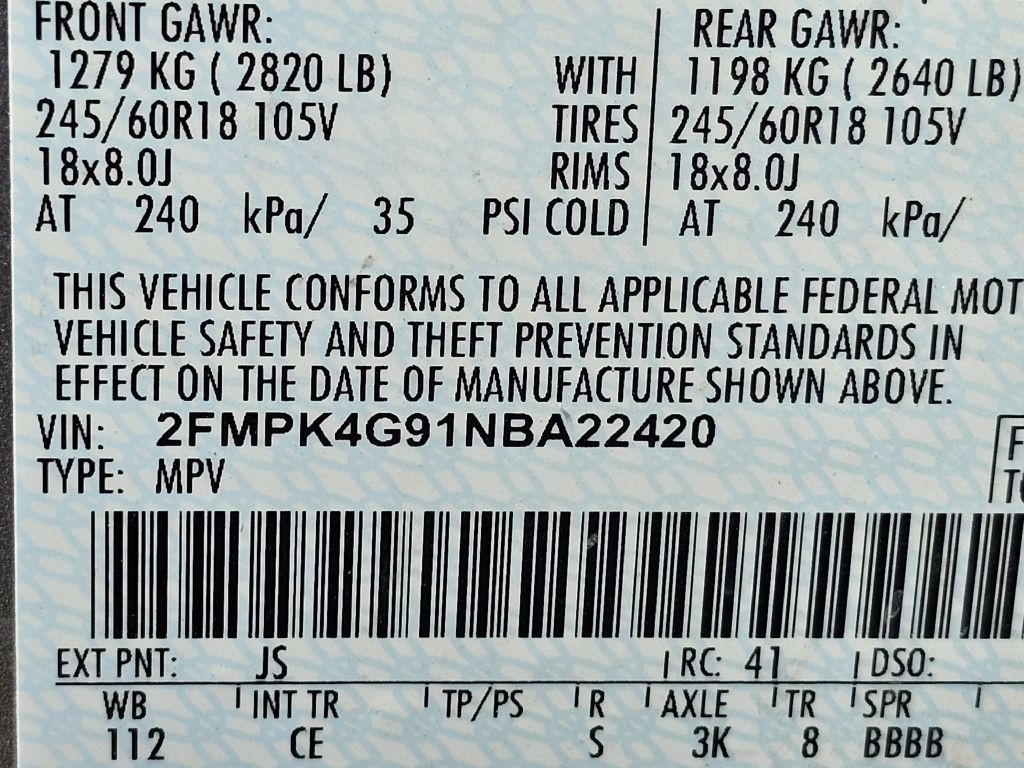 FRONT GAWR: REAR GAWR:
1279 KG ( 2820 LB) WITH 1198 KG ( 2640 LB)
245/60R18 105V TIRES 245/60R18 105V
18x8.0J RIMS 18x8.0J
AT 240 kPa/ 35 PSI COLD AT 240 kPa/
THIS VEHICLE CONFORMS TO ALL APPLICABLE FEDERAL MOT
VEHICLE SAFETY AND THEFT PREVENTION STANDARDS IN
EFFECT ON THE DATE OF MANUFACTURE SHOWN ABOVE.
VIN: 2FMPK4G91NBA22420
TYPE: MPV
EXT PNT: JS RC: 41 DSO:
WB INT TR TP/PS R AXLE TR SPR
112 CE S 3K 8 BBBB